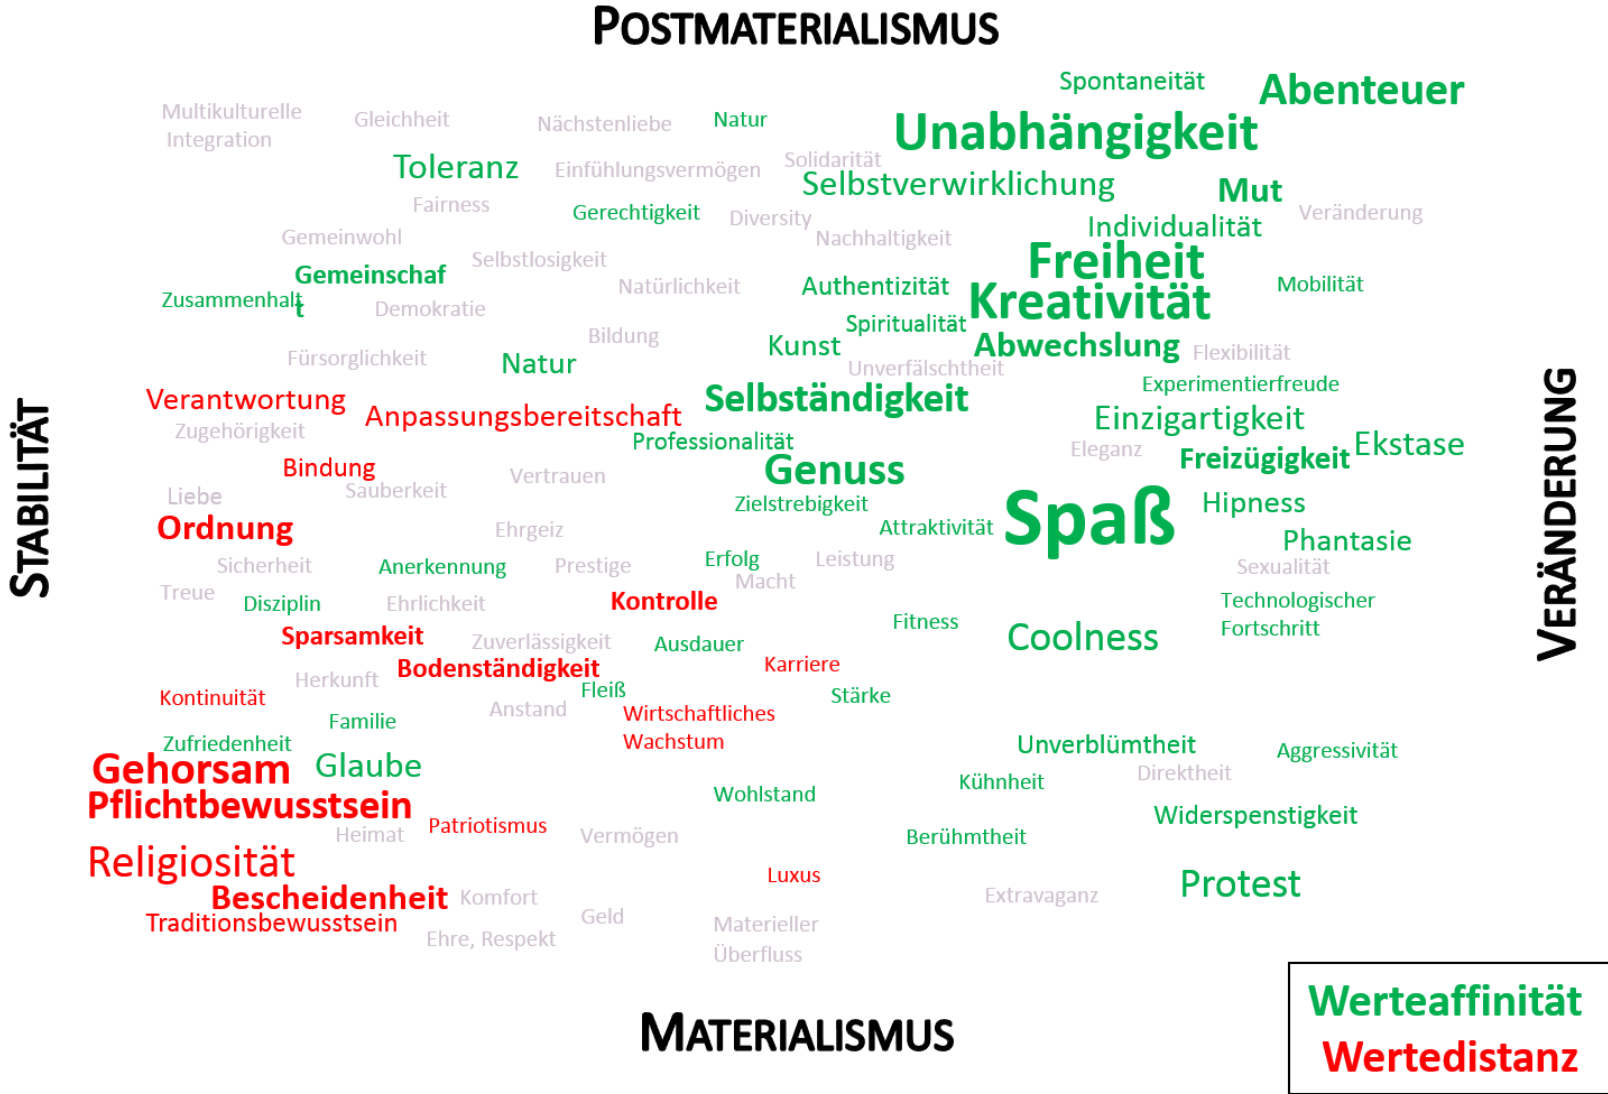 POSTMATERIALISMUS
Spontaneität
Abenteuer
Multikulturelle
Integration
Gleichheit
Nächstenliebe
Natur
Unabhängigkeit
Toleranz
Einfühlungsvermögen
Solidarität
Selbstverwirklichung
Mut
Fairness
Gerechtigkeit
Diversity
Veränderung
Individualität
Gemeinwohl
Nachhaltigkeit
Selbstlosigkeit
Freiheit
Gemeinschaf
t
Natürlichkeit
Authentizität
Mobilität
Zusammenhalt
Demokratie
Kreativität
Spiritualität
Bildung
Kunst
Abwechslung
Flexibilität
Fürsorglichkeit
Natur
Unverfälschtheit
Experimentierfreude
Verantwortung
Anpassungsbereitschaft
Selbständigkeit
Einzigartigkeit
Zugehörigkeit
Professionalität
Eleganz
Ekstase
Freizügigkeit
Bindung
Vertrauen
Genuss
Liebe
Sauberkeit
Zielstrebigkeit
Spaß
Hipness
Ordnung
Ehrgeiz
Attraktivität
Phantasie
Sicherheit
Anerkennung
Prestige
Erfolg
Leistung
Sexualität
Treue
Macht
Disziplin
Ehrlichkeit
Kontrolle
Technologischer
Fortschritt
Fitness
Sparsamkeit
Zuverlässigkeit
Ausdauer
Coolness
Bodenständigkeit
Karriere
Herkunft
Fleiß
Stärke
Kontinuität
Anstand
Wirtschaftliches
Wachstum
Familie
Zufriedenheit
Unverblümtheit
Aggressivität
Gehorsam
Glaube
Direktheit
Kühnheit
Pflichtbewusstsein
Wohlstand
Widerspenstigkeit
Heimat
Patriotismus
Vermögen
Berühmtheit
Religiosität
Luxus
Protest
Bescheidenheit
Komfort
Extravaganz
Traditionsbewusstsein
Geld
Materieller
Überfluss
Ehre, Respekt
STABILITÄT
VERÄNDERUNG
MATERIALISMUS
Werteaffinität
Wertedistanz